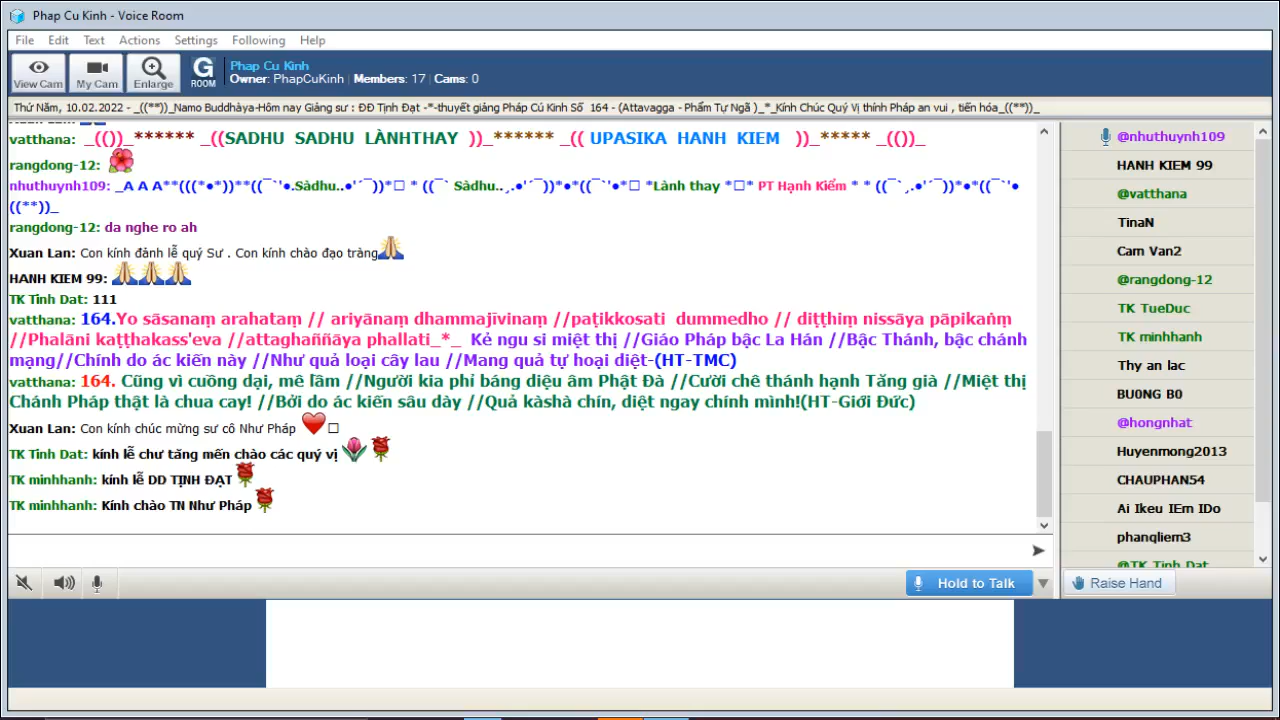 Phap Cu Kinh - Voice Room
File Edit Text Actions Settings Following Help
View Cam My Cam Enlarge G ROOM
Phap Cu Kinh
Owner: PhapCuKinh | Members: 17 | Cams: 0
Thứ Năm, 10.02.2022 - _((**))_Namo Buddhàya-Hôm nay Giảng sư : ĐĐ Tịnh Đạt -*-thuyết giảng Pháp Cú Kinh Số 164 - (Attavagga - Phẩm Tự Ngã )_*_Kính Chúc Quý Vị thính Pháp an vui , tiến hóa_((**))_
vatthana: _(())_****** _((SADHU SADHU LÀNHTHAY ))_****** _(( UPASIKA HANH KIEM ))_***** _(())_
rangdong-12:
nhuthuynh109: _A A A**(((*•*))**((¯`'•.Sàdhu..•'´¯))*□ * ((¯` Sàdhu..¸.•'´¯))*•*((¯`'•*□ *Lành thay *□* PT Hạnh Kiểm * * ((¯`¸.•'´¯))*•*((¯`'•
((**))_
rangdong-12: da nghe ro ah
Xuan Lan: Con kính đảnh lễ quý Sư . Con kính chào đạo tràng
HANH KIEM 99:
TK Tinh Dat: 111
vatthana: 164.Yo sāsanaṃ arahataṃ // ariyānaṃ dhammajīvinaṃ //paṭikkosati dummedho // diṭṭhiṃ nissāya pāpikaṅṃ
//Phalāni kaṭṭhakass'eva //attaghaññāya phallati_*_ Kẻ ngu si miệt thị //Giáo Pháp bậc La Hán //Bậc Thánh, bậc chánh
mạng//Chính do ác kiến này //Như quả loại cây lau //Mang quả tự hoại diệt-(HT-TMC)
vatthana: 164. Cũng vì cuồng dại, mê lầm //Người kia phỉ báng diệu âm Phật Đà //Cười chê thánh hạnh Tăng già //Miệt thị
Chánh Pháp thật là chua cay! //Bởi do ác kiến sâu dày //Quả kàshà chín, diệt ngay chính mình!(HT-Giới Đức)
Xuan Lan: Con kính chúc mừng sư cô Như Pháp □
TK Tinh Dat: kính lễ chư tăng mến chào các quý vị
TK minhhanh: kính lễ DD TỊNH ĐẠT
TK minhhanh: Kính chào TN Như Pháp
Hold to Talk
@nhuthuynh109
HANH KIEM 99
@vatthana
TinaN
Cam Van2
@rangdong-12
TK TueDuc
TK minhhanh
Thy an lac
BU0NG B0
@hongnhat
Huyenmong2013
CHAUPHAN54
Ai Ikeu IEm IDo
phanqliem3
@TK Tinh Dat
Raise Hand